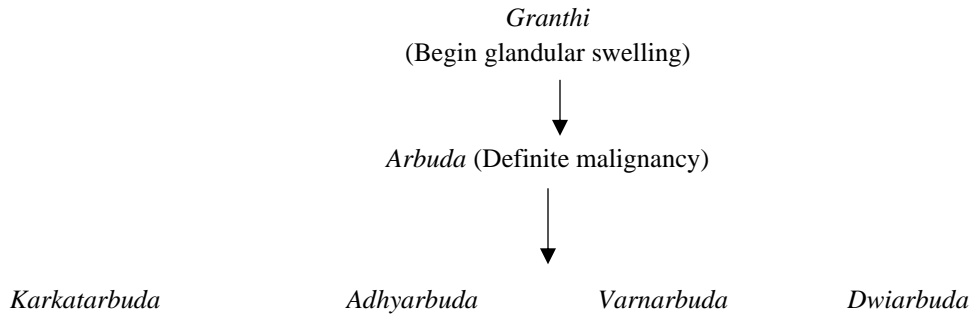 Granthi
(Begin glandular swelling)
Arbuda (Definite malignancy)
Karkatarbuda Adhyarbuda Varnarbuda Dwiarbuda